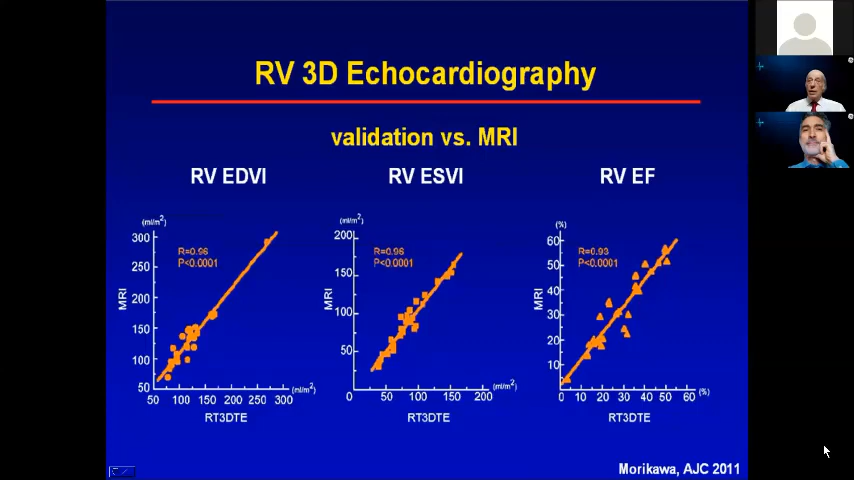 RV 3D Echocardiography
validation vs. MRI
RV EDVI
RV ESVI
RV EF
(ml/m²)
300
250
200
150
100
50
MRI
R=0.96
P<0.0001
50 100 150 200 250 300
(ml/m²)
RT3DTE
(ml/m²)
200
150
100
50
0
MRI
R=0.96
P<0.0001
50 100 150 200
(ml/m²)
RT3DTE
(%)
60
50
40
30
20
10
MRI
R=0.93
P<0.0001
0 10 20 30 40 50 60
(%)
RT3DTE
Morikawa, AJC 2011